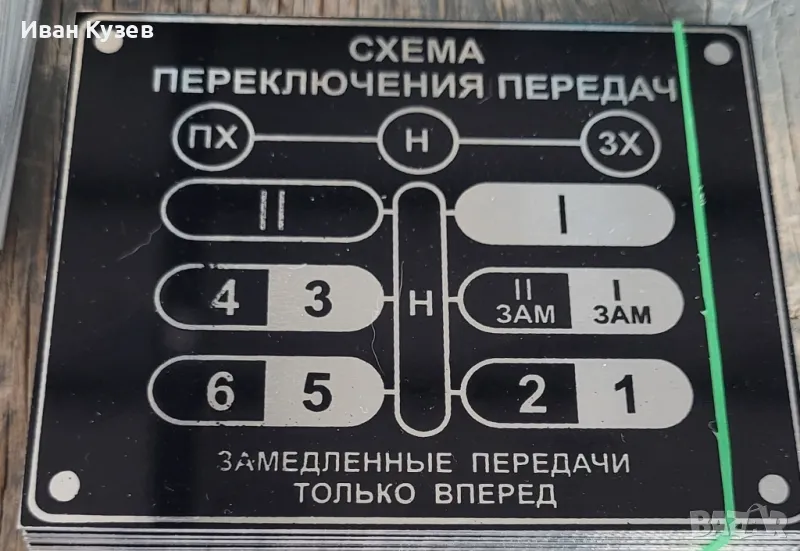 Иван Кузев
СХЕМА
ПЕРЕКЛЮЧЕНИЯ ПЕРЕДАЧ
ПХ Н ЗХ
II I
4 3 Н II ЗАМ I ЗАМ
6 5 2 1
ЗАМЕДЛЕННЫЕ ПЕРЕДАЧИ
ТОЛЬКО ВПЕРЕД
BAZAR